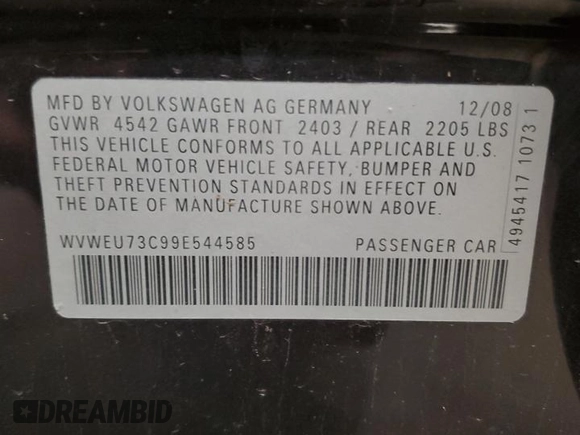 MFD BY VOLKSWAGEN AG GERMANY 12/08
GVWR 4542 GAWR FRONT 2403 / REAR 2205 LBS
THIS VEHICLE CONFORMS TO ALL APPLICABLE U.S.
FEDERAL MOTOR VEHICLE SAFETY, BUMPER AND
THEFT PREVENTION STANDARDS IN EFFECT ON
THE DATE OF MANUFACTURE SHOWN ABOVE.
WVWEU73C99E544585 PASSENGER CAR
4945417 1073 1
DREAMBID